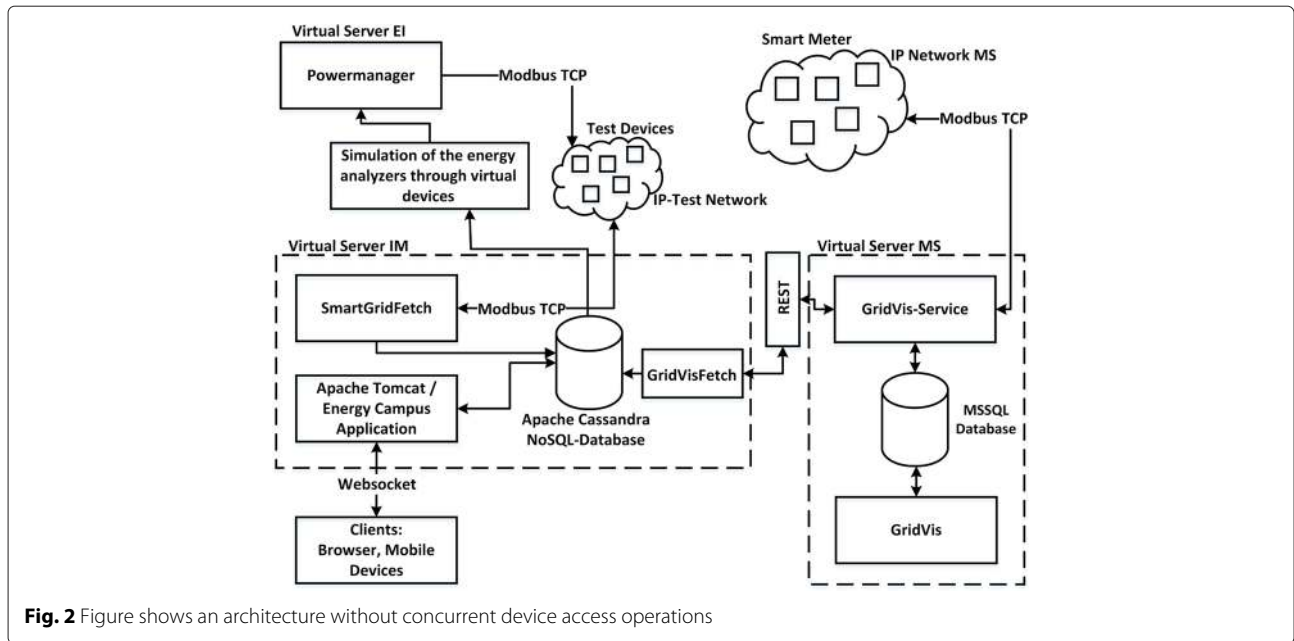 Virtual Server EI
Powermanager
Modbus TCP
Simulation of the energy
analyzers through virtual
devices
Test Devices
IP-Test Network
Smart Meter
IP Network MS
Modbus TCP
Virtual Server IM
SmartGridFetch
Modbus TCP
Apache Tomcat /
Energy Campus
Application
Apache Cassandra
NoSQL-Database
GridVisFetch
REST
Virtual Server MS
GridVis-Service
MSSQL
Database
GridVis
Websocket
Clients:
Browser, Mobile
Devices
Fig. 2 Figure shows an architecture without concurrent device access operations